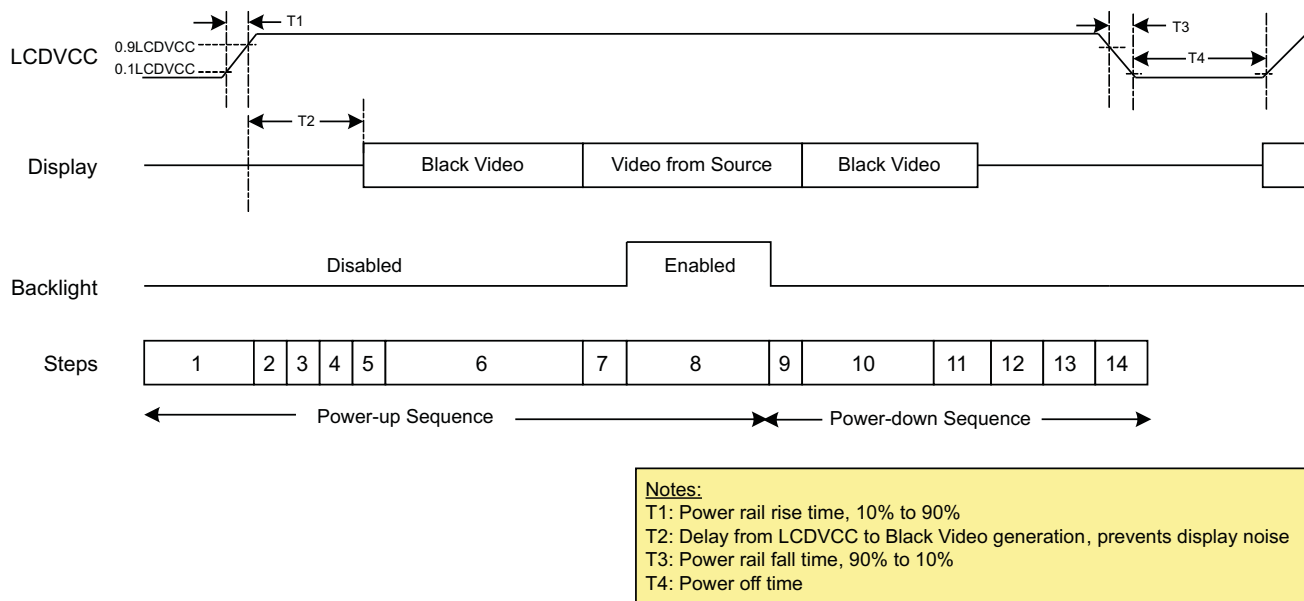 T1
T3
0.9LCDVCC
LCDVCC
0.1LCDVCC
T4
T2
Display
Black Video
Video from Source
Black Video
Disabled
Enabled
Backlight
Steps
1
2
3
4
5
6
7
8
9
10
11
12
13
14
Power-up Sequence
Power-down Sequence
Notes:
T1: Power rail rise time, 10% to 90%
T2: Delay from LCDVCC to Black Video generation, prevents display noise
T3: Power rail fall time, 90% to 10%
T4: Power off time